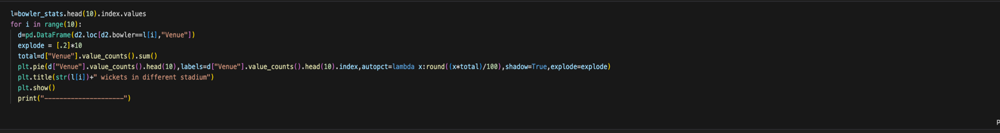 l=bowler_stats.head(10).index.values
for i in range(10):
  d=pd.DataFrame(d2.loc[d2.bowler==l[i],"Venue"])
  explode = [.2]*10
  total=d["Venue"].value_counts().sum()
  plt.pie(d["Venue"].value_counts().head(10),labels=d["Venue"].value_counts().head(10).index,autopct=lambda x:round((x*total)/100),shadow=True,explode=explode)
  plt.title(str(l[i])+" wickets in different stadium")
  plt.show()
  print("---------------------")
P